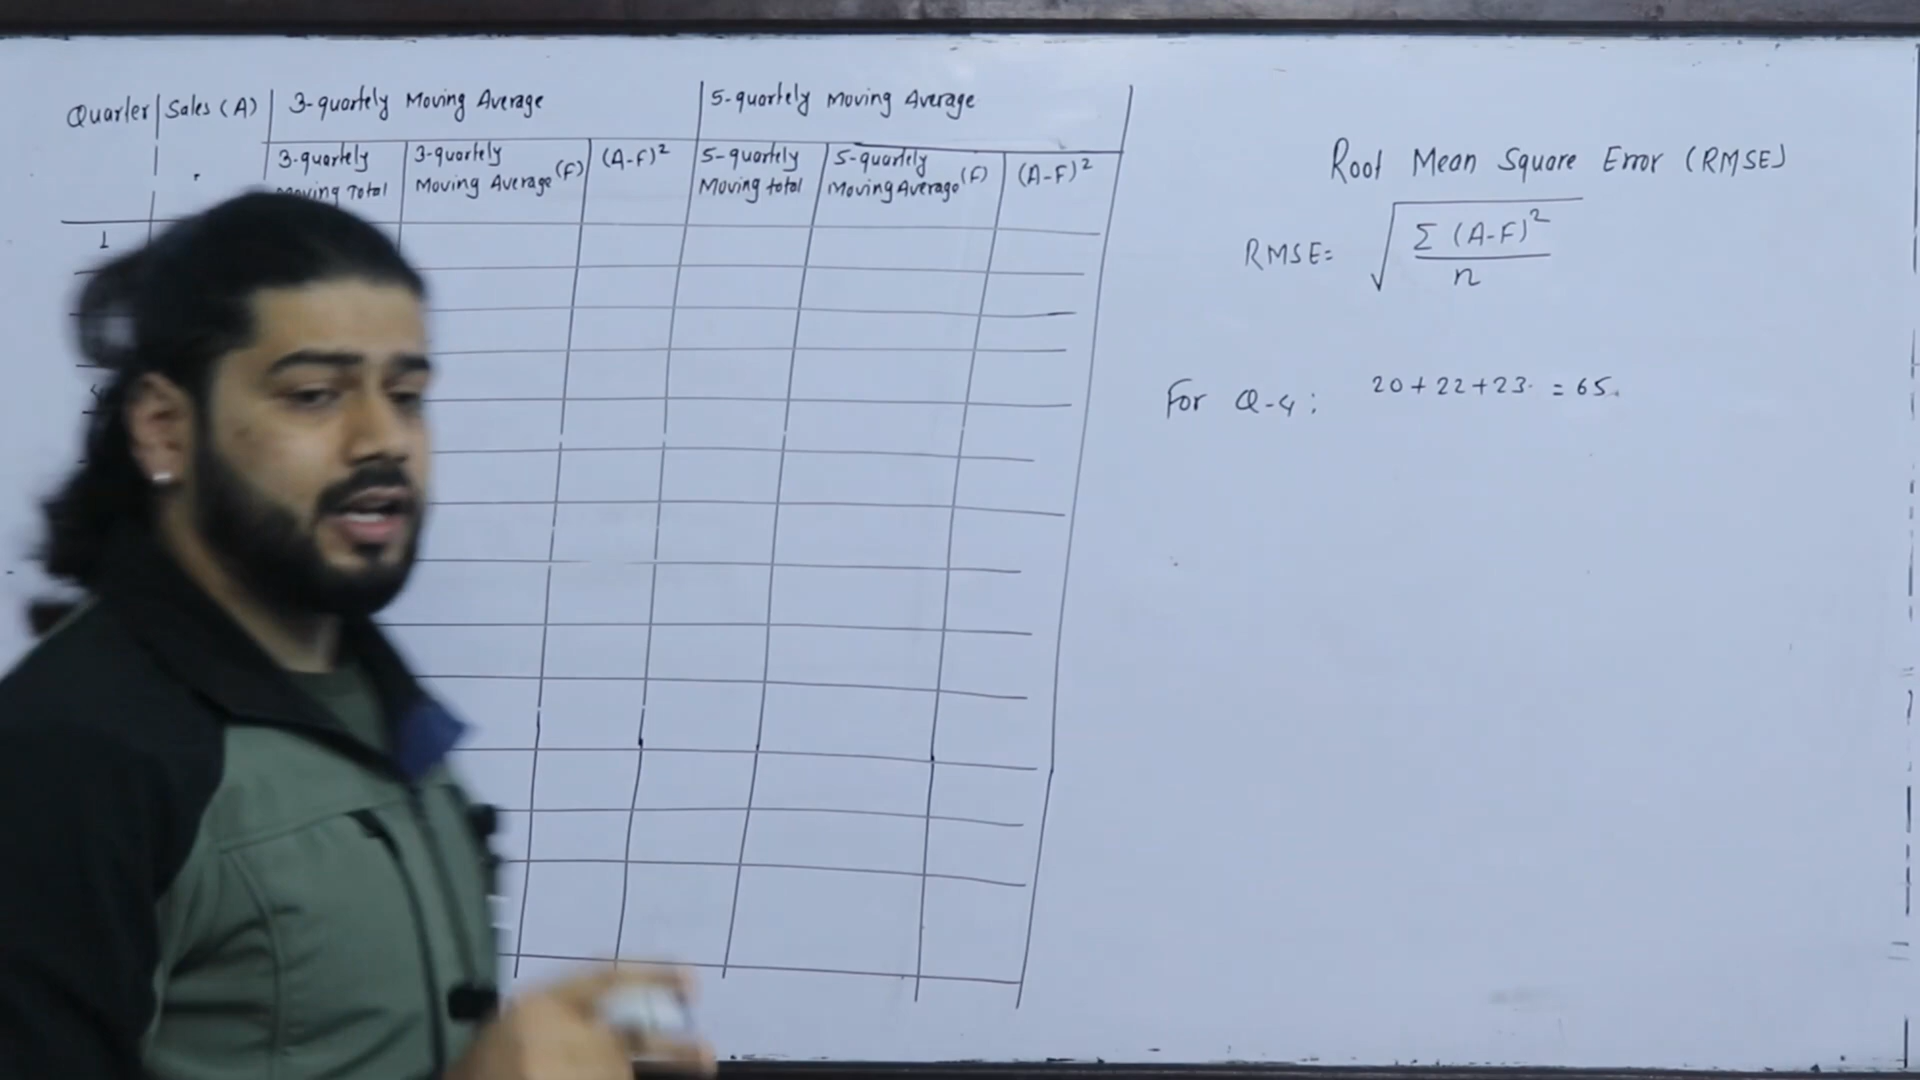 Quarter Sales (A) 3-quartely Moving Average 5-quartely Moving Average
3-quartely Moving Total 3-quartely Moving Average (F) (A-F)² 5-quartely Moving total 5-quartely Moving Average (F) (A-F)²
1
Root Mean Square Error (RMSE)
RMSE= √ Σ (A-F)² / n
For Q-4: 20+22+23 = 65